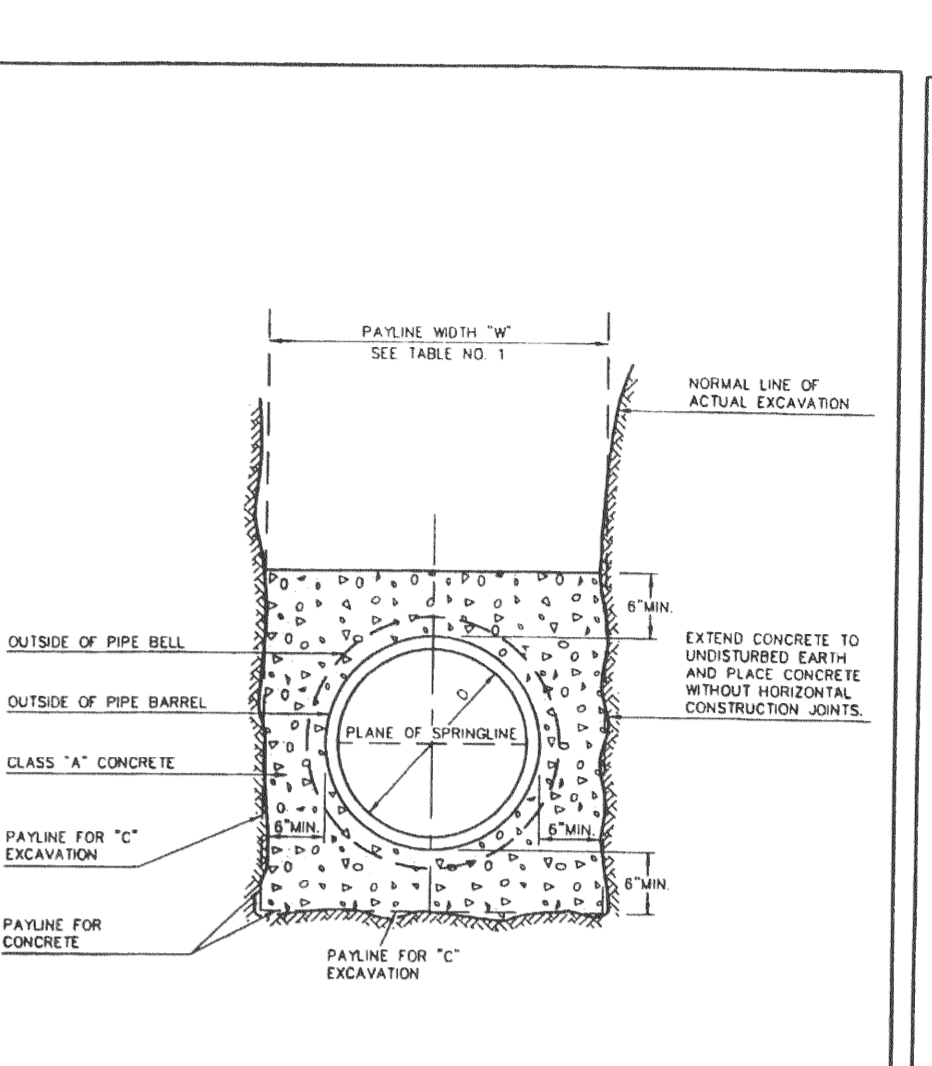 PAYLINE WIDTH "W"
SEE TABLE NO. 1
NORMAL LINE OF
ACTUAL EXCAVATION
6"MIN.
OUTSIDE OF PIPE BELL
EXTEND CONCRETE TO
UNDISTURBED EARTH
AND PLACE CONCRETE
WITHOUT HORIZONTAL
CONSTRUCTION JOINTS.
OUTSIDE OF PIPE BARREL
D
PLANE OF SPRINGLINE
CLASS "A" CONCRETE
6"MIN.
6"MIN.
PAYLINE FOR "C"
EXCAVATION
6"MIN.
PAYLINE FOR
CONCRETE
PAYLINE FOR "C"
EXCAVATION